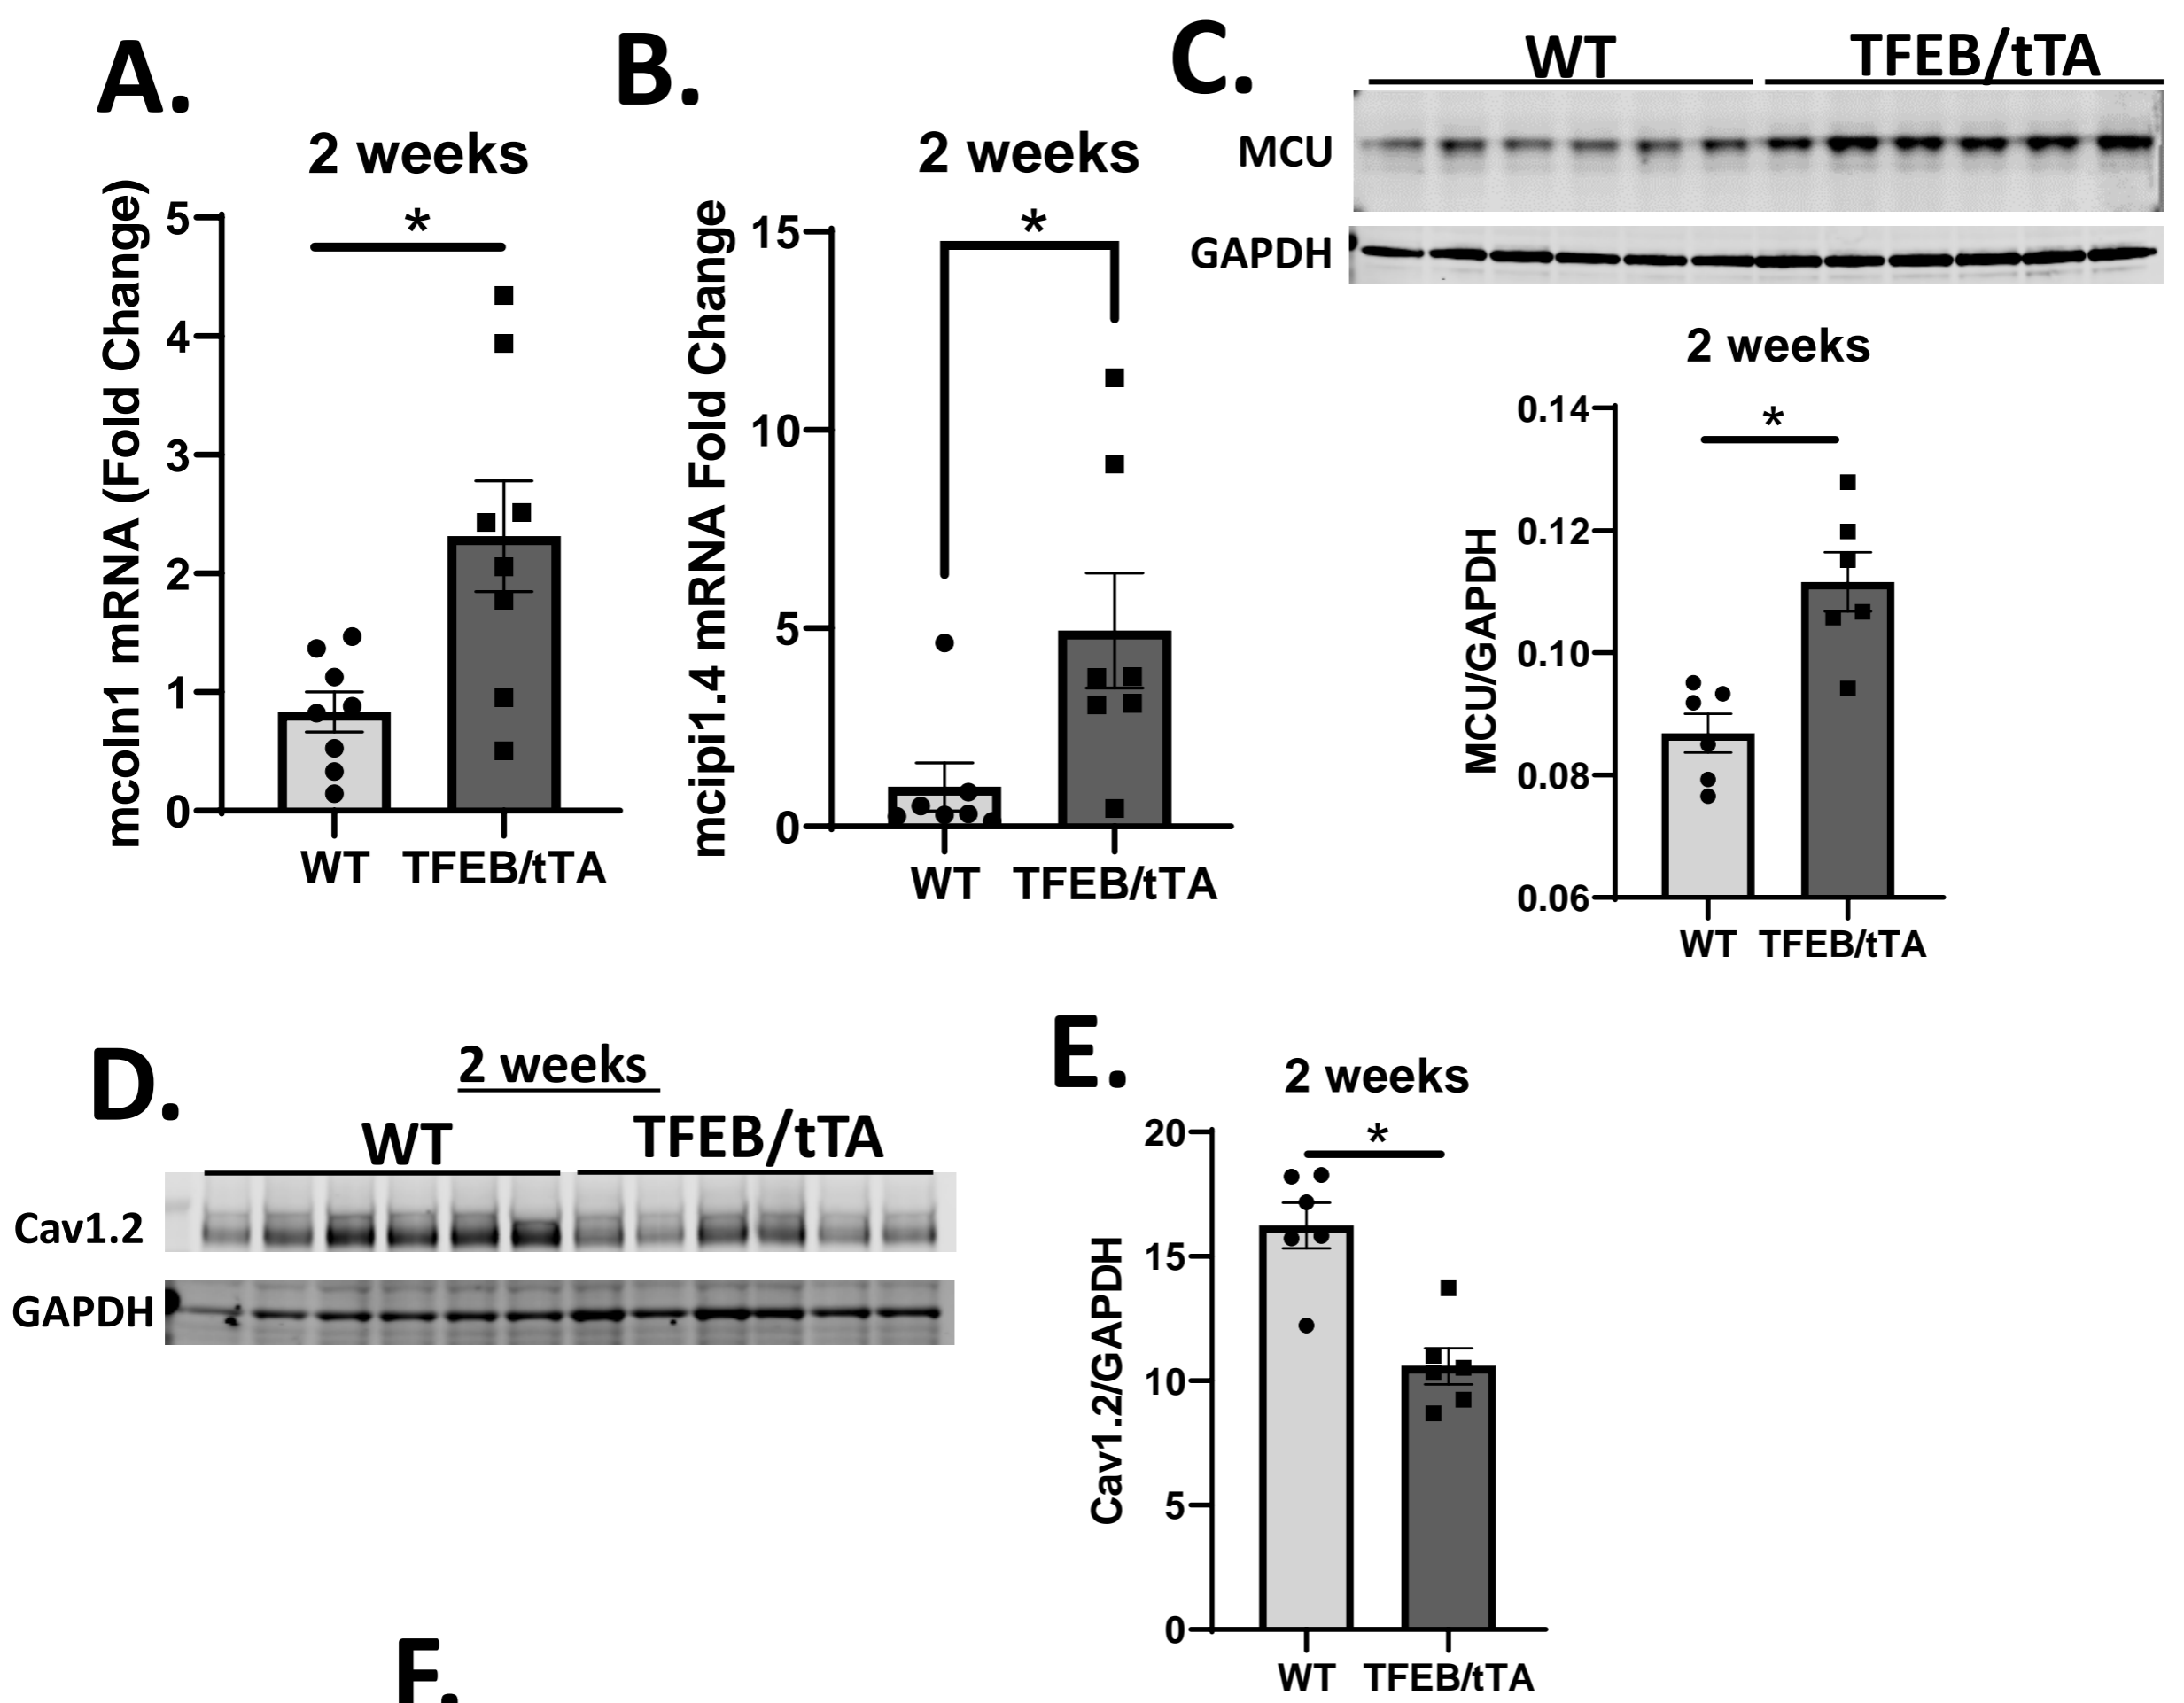 A.
2 weeks
mcoln1 mRNA (Fold Change)
*
5
4
3
2
1
0
WT TFEB/tTA
B.
2 weeks
mcipi1.4 mRNA Fold Change
*
15
10
5
0
WT TFEB/tTA
C.
WT TFEB/tTA
MCU
GAPDH
2 weeks
MCU/GAPDH
*
0.14
0.12
0.10
0.08
0.06
WT TFEB/tTA
D.
2 weeks
WT TFEB/tTA
Cav1.2
GAPDH
E.
2 weeks
Cav1.2/GAPDH
*
20
15
10
5
0
WT TFEB/tTA
F.